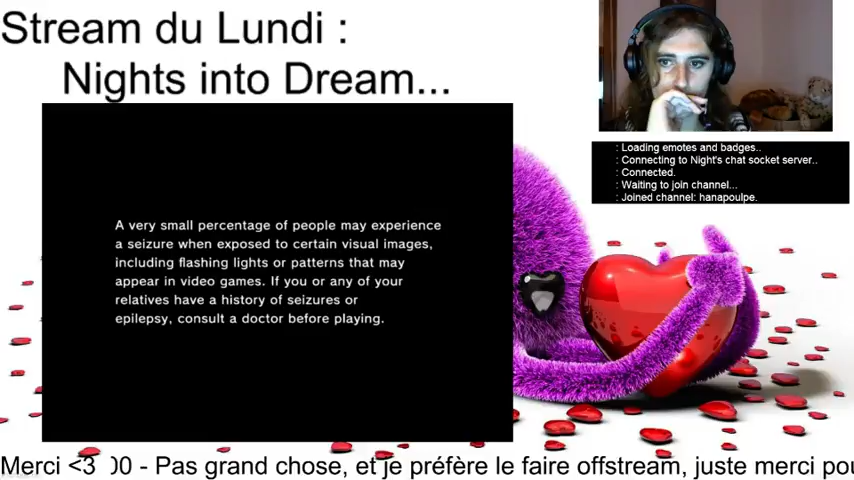 Stream du Lundi :
Nights into Dream...
: Loading emotes and badges..
: Connecting to Night's chat socket server..
: Connected.
: Waiting to join channel...
: Joined channel: hanapoulpe.
A very small percentage of people may experience
a seizure when exposed to certain visual images,
including flashing lights or patterns that may
appear in video games. If you or any of your
relatives have a history of seizures or
epilepsy, consult a doctor before playing.
Merci <3 00 - Pas grand chose, et je préfère le faire offstream, juste merci pou